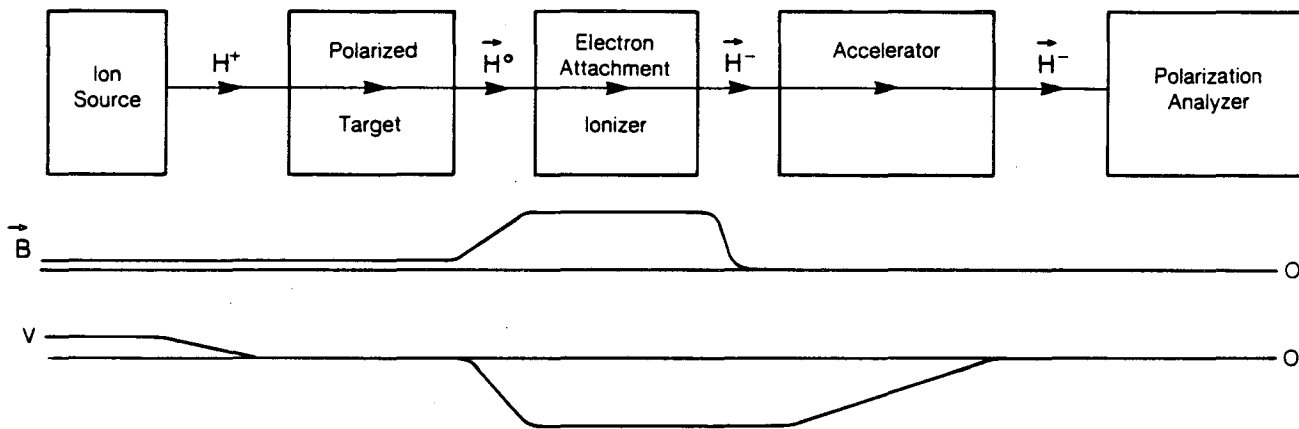 Ion
Source
H⁺
Polarized
Target
H⃗°
Electron
Attachment
Ionizer
H⃗⁻
Accelerator
H⃗⁻
Polarization
Analyzer
B⃗
O
V
O